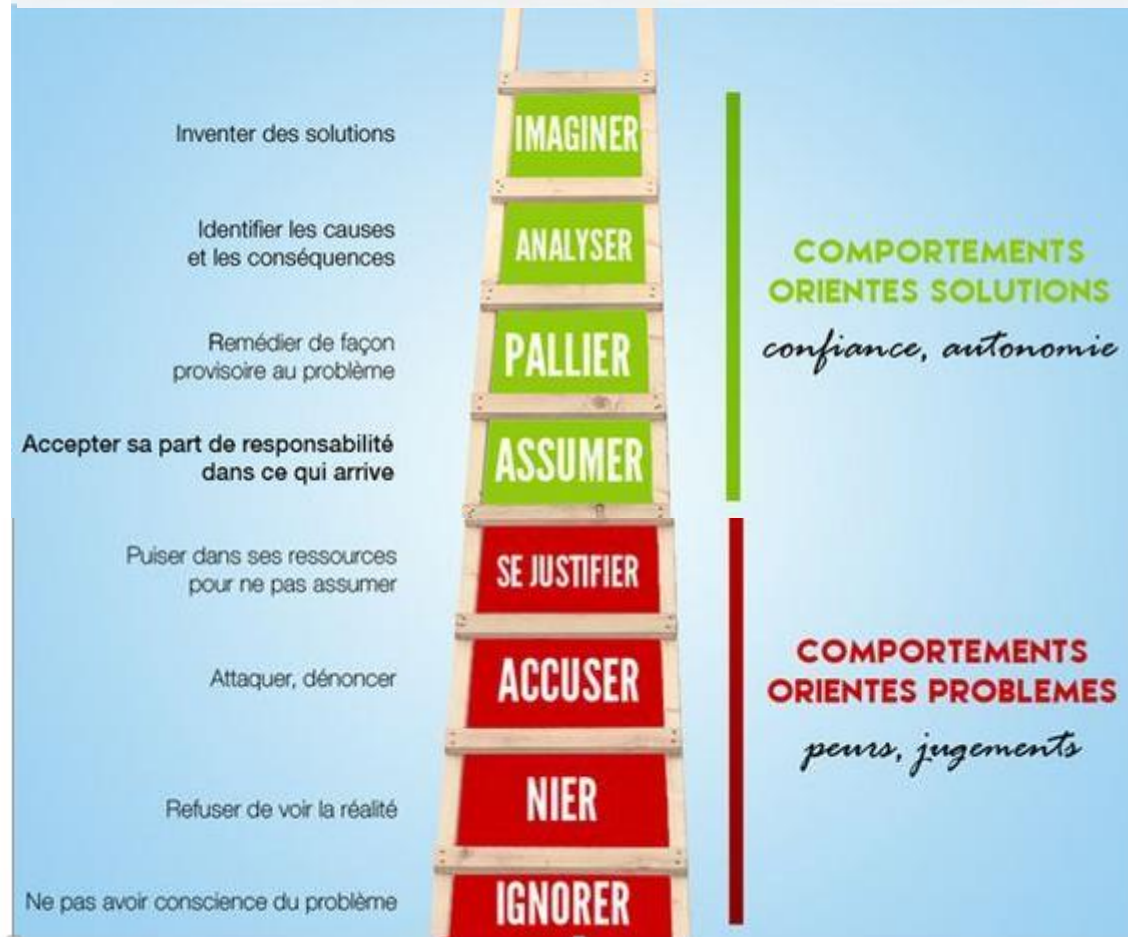 Inventer des solutions
IMAGINER
Identifier les causes
et les conséquences
ANALYSER
COMPORTEMENTS
ORIENTES SOLUTIONS
confiance, autonomie
Remédier de façon
provisoire au problème
PALLIER
Accepter sa part de responsabilité
dans ce qui arrive
ASSUMER
Puiser dans ses ressources
pour ne pas assumer
SE JUSTIFIER
Attaquer, dénoncer
ACCUSER
COMPORTEMENTS
ORIENTES PROBLEMES
peurs, jugements
Refuser de voir la réalité
NIER
Ne pas avoir conscience du problème
IGNORER